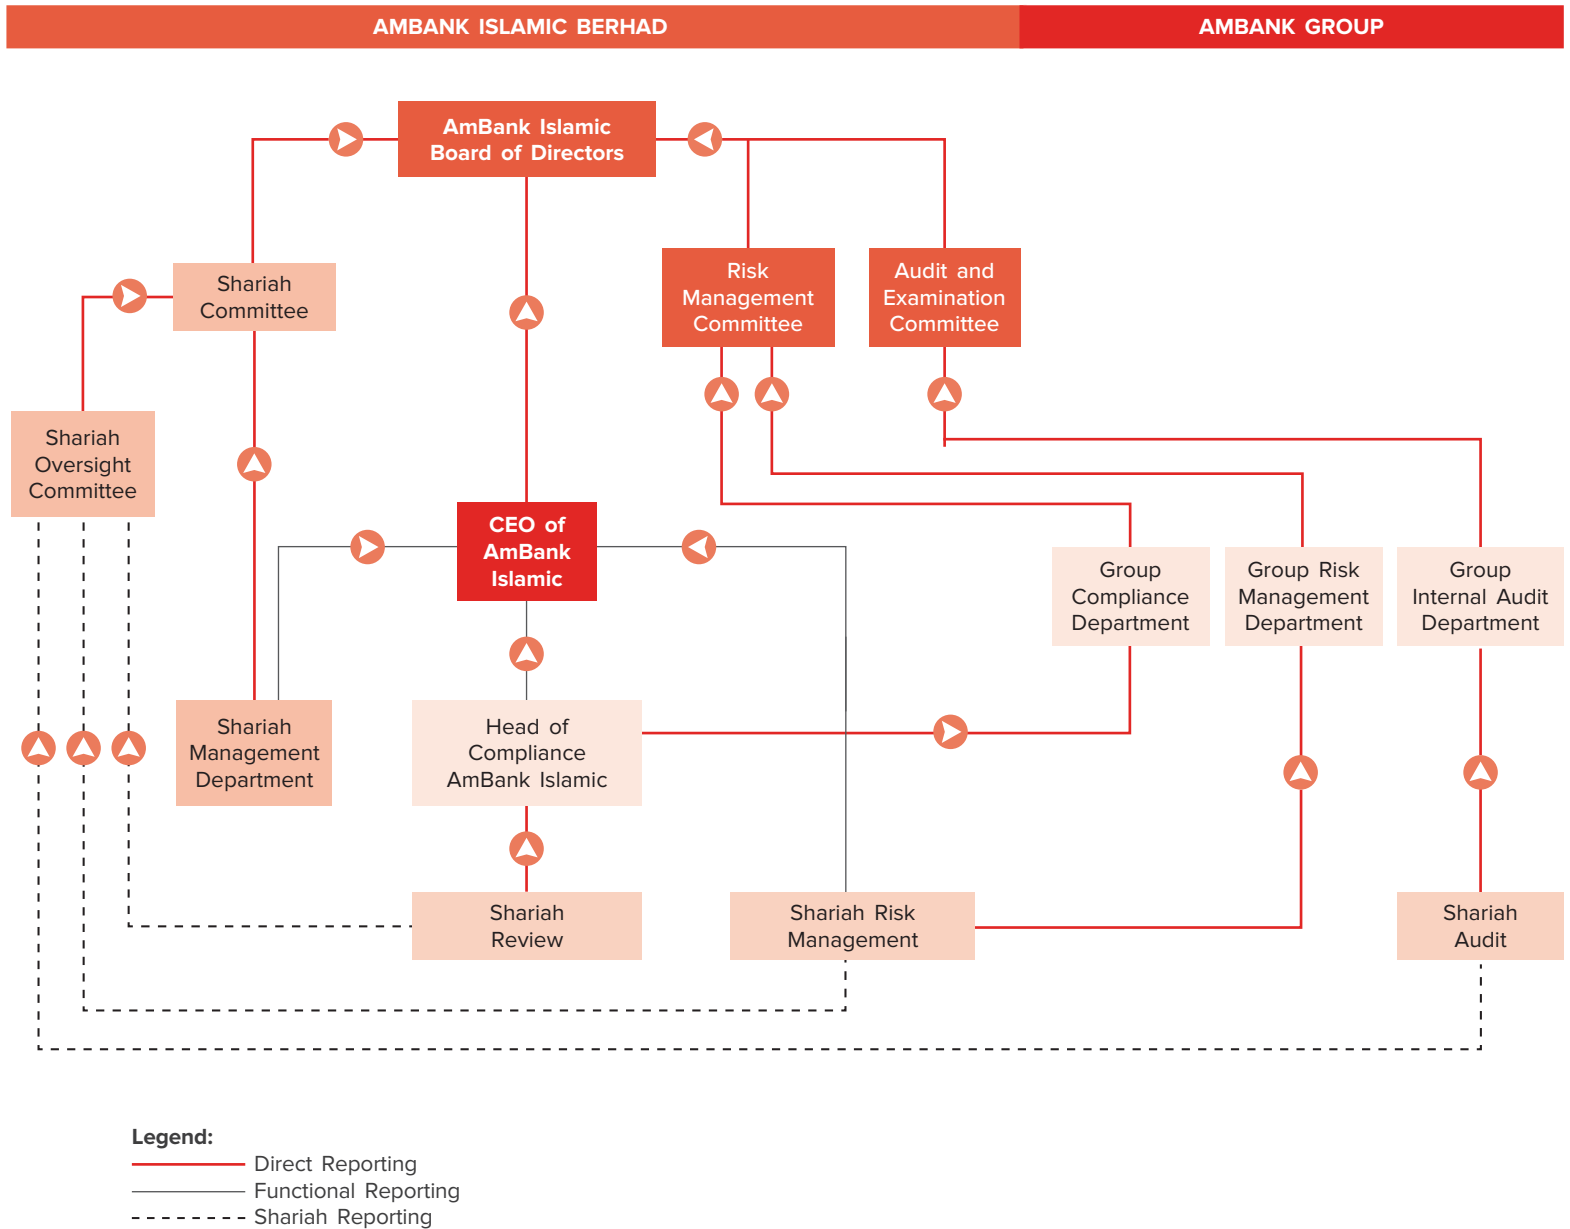 AMBANK ISLAMIC BERHAD
AMBANK GROUP
AmBank Islamic
Board of Directors
Shariah
Committee
Risk
Management
Committee
Audit and
Examination
Committee
Shariah
Oversight
Committee
CEO of
AmBank
Islamic
Group
Compliance
Department
Group Risk
Management
Department
Group
Internal Audit
Department
Shariah
Management
Department
Head of
Compliance
AmBank Islamic
Shariah
Review
Shariah Risk
Management
Shariah
Audit
Legend:
Direct Reporting
Functional Reporting
Shariah Reporting